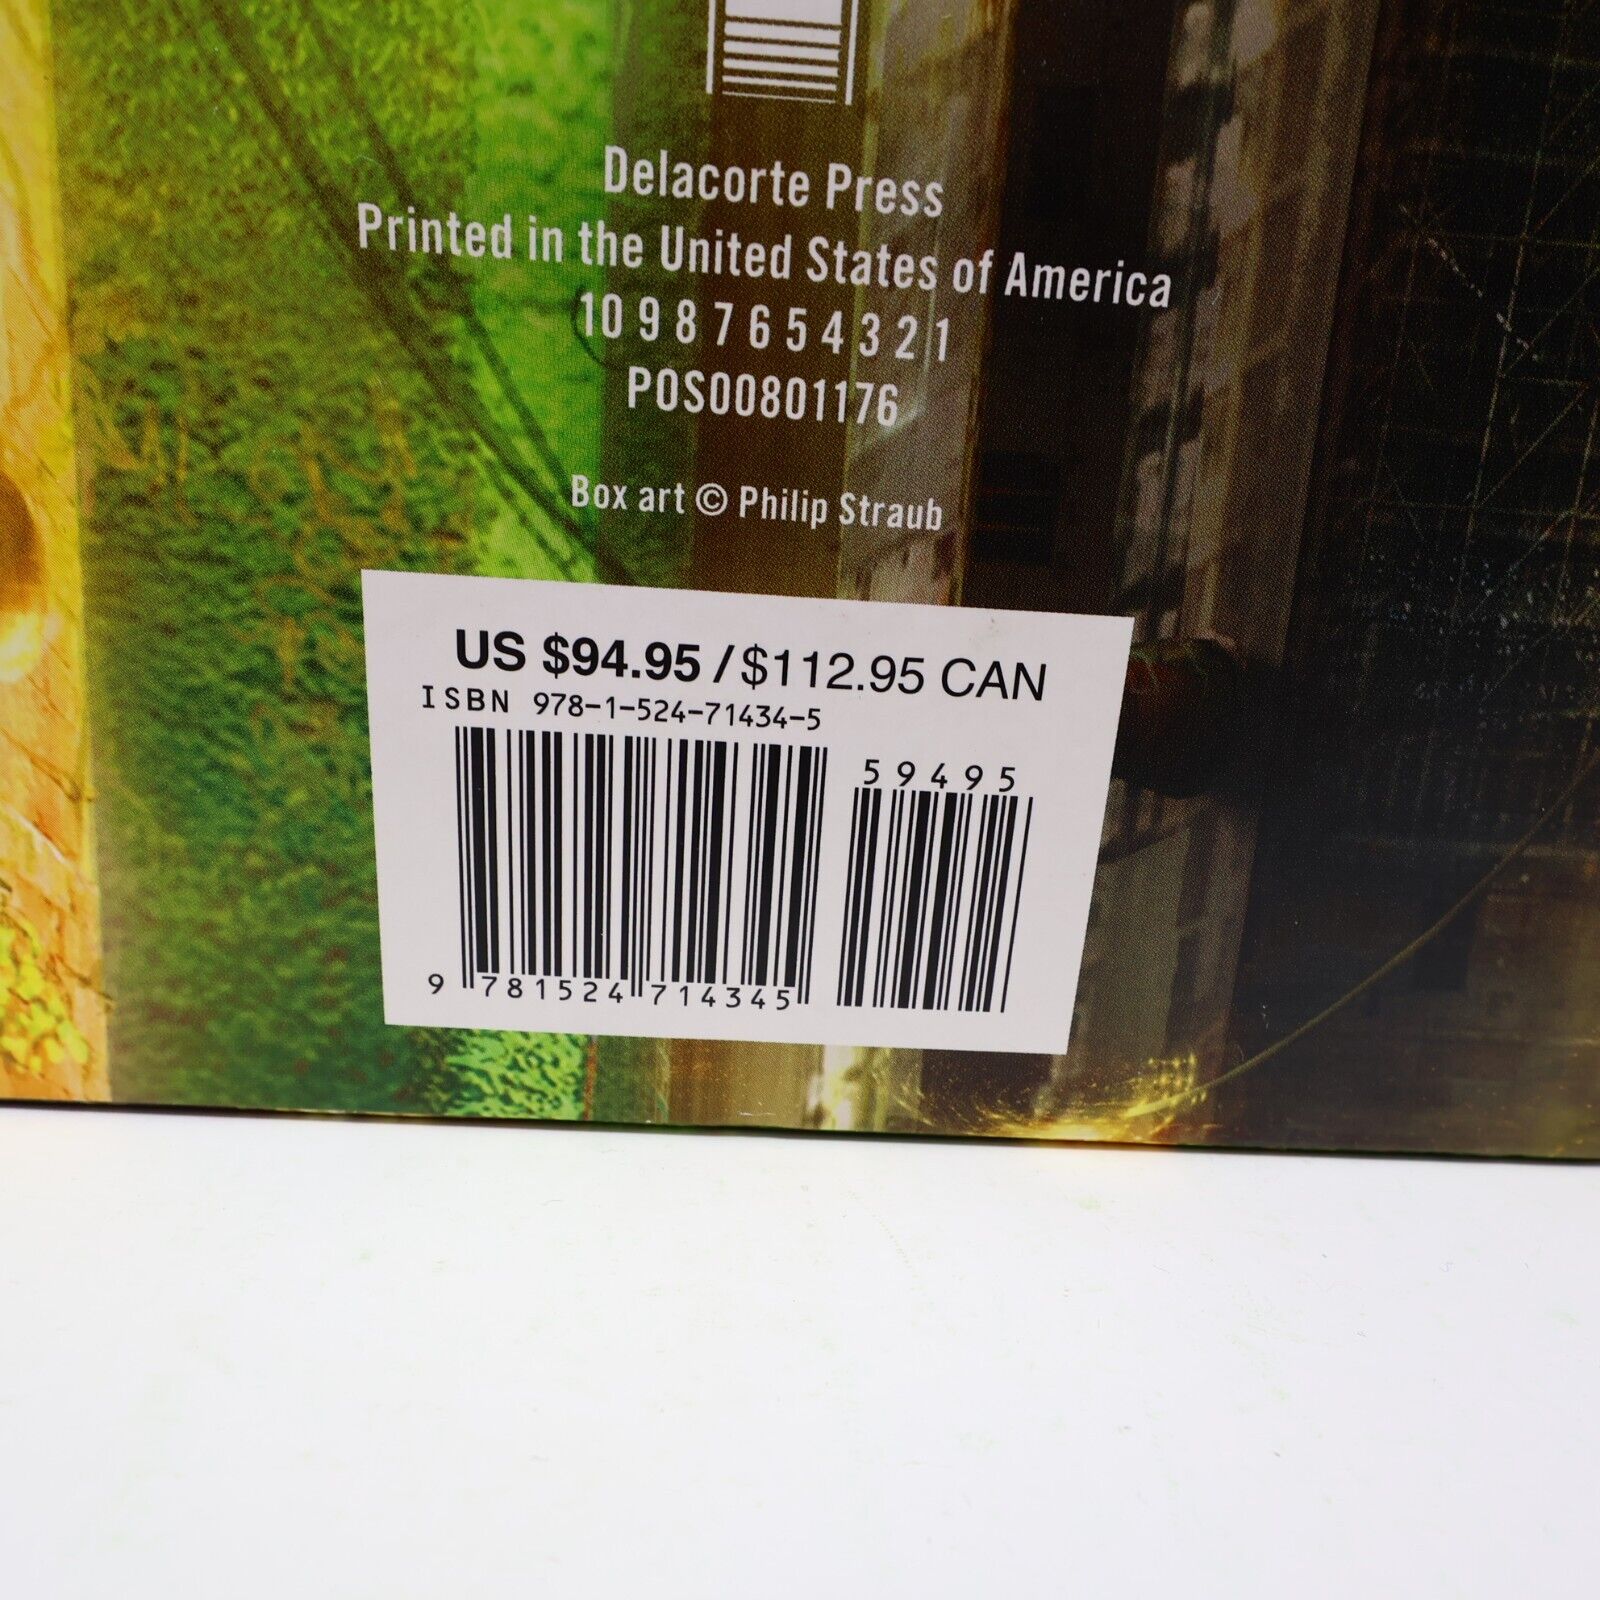 Delacorte Press
Printed in the United States of America
10 9 8 7 6 5 4 3 2 1
POS00801176
Box art © Philip Straub
US $94.95 / $112.95 CAN
ISBN 978-1-524-71434-5
59495
9 781524 714345